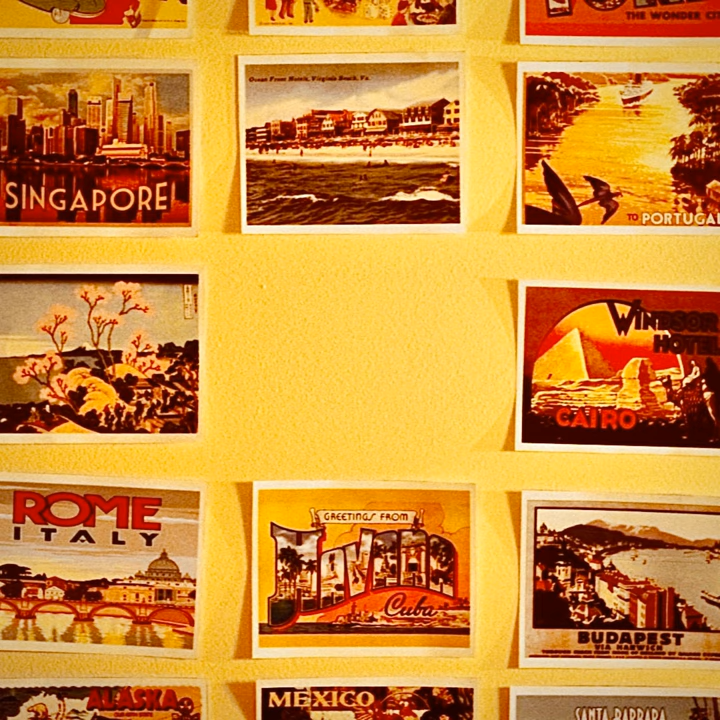 THE WONDER CI
Ocean Front Hotels, Virginia Beach, Va.
SINGAPORE
TO PORTUGAL
WINDSOR
HOTEL
CAIRO
ROME
ITALY
GREETINGS FROM
Havana
Cuba
BUDAPEST
VIA HARWICH
ALASKA
MEXICO
SANTA BARBARA